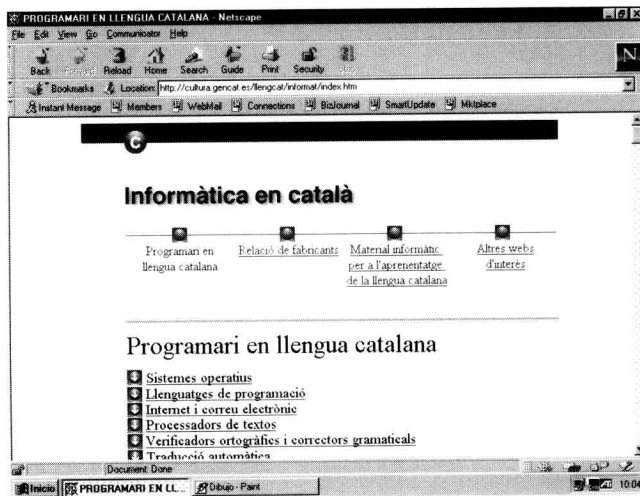 PROGRAMARI EN LLENGUA CATALANA - Netscape
File Edit View Go Communicator Help
Back Forward Reload Home Search Guide Print Security Stop
N
Bookmarks Location: http://cultura.gencat.es/llengcat/informat/index.htm
Instant Message Members WebMail Connections BizJournal SmartUpdate Mktplace
C
Informàtica en català
Programari en llengua catalana
Relació de fabricants
Material informàtic per a l'aprenentatge de la llengua catalana
Altres webs d'interès
Programari en llengua catalana
Sistemes operatius
Llenguatges de programació
Internet i correu electrònic
Processadors de textos
Verificadors ortogràfics i correctors gramaticals
Traducció automàtica
Document: Done
Inicio PROGRAMARI EN LL... Dibujo - Paint 10:04